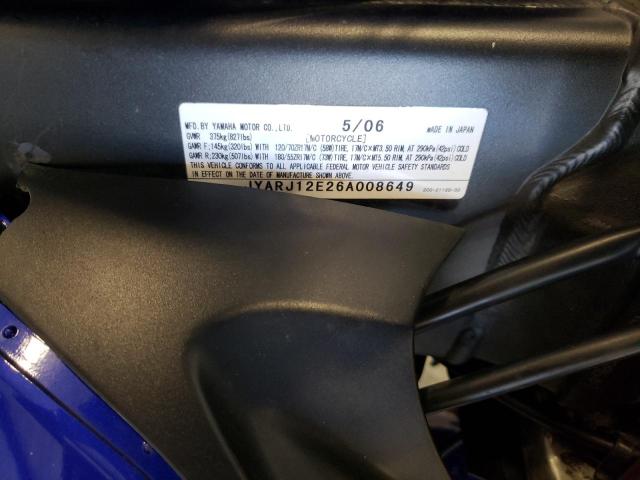 MFD. BY YAMAHA MOTOR CO., LTD. 5/06 MADE IN JAPAN
GVWR 375kg(827lbs) [MOTORCYCLE]
GAWR F;145kg(320lbs) WITH 120/70ZR17M/C (58W)TIRE, 17M/C×MT3.50 RIM, AT 290kPa(42psi)COLD
GAWR R;230kg(507lbs) WITH 180/55ZR17M/C (73W)TIRE, 17M/C×MT5.50 RIM, AT 290kPa(42psi)COLD
THIS VEHICLE CONFORMS TO ALL APPLICABLE FEDERAL MOTOR VEHICLE SAFETY STANDARDS
IN EFFECT ON THE DATE OF MANUFACTURE SHOWN ABOVE.
JYARJ12E26A008649